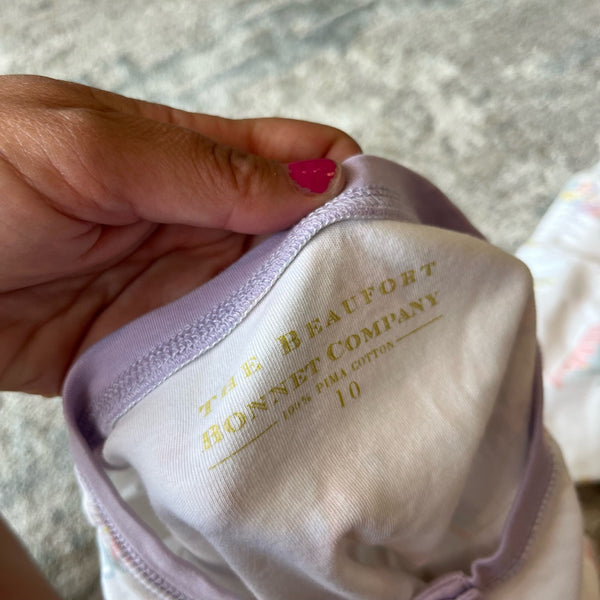 THE BEAUFORT
BONNET COMPANY
100% PIMA COTTON
10